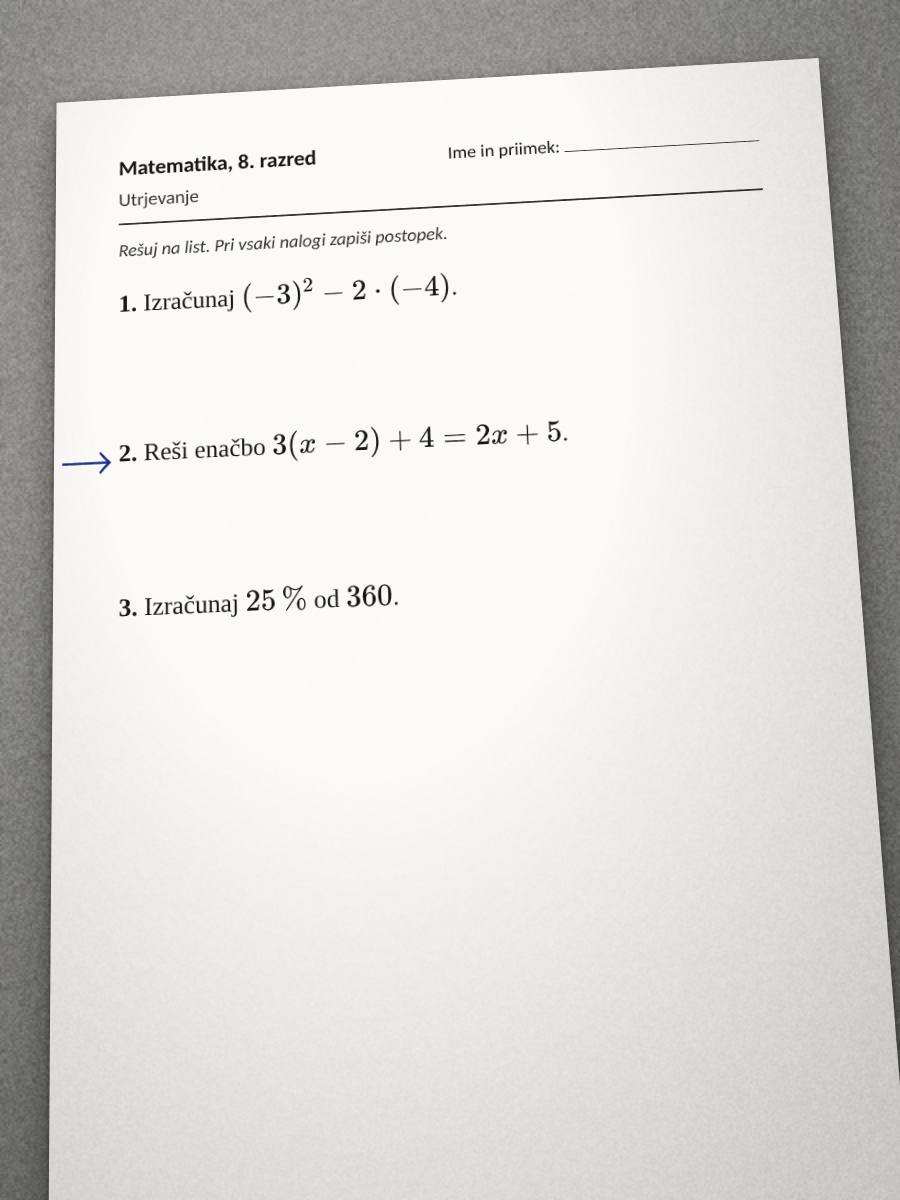 Matematika, 8. razred
Ime in priimek:
Utrjevanje
Rešuj na list. Pri vsaki nalogi zapiši postopek.
1. Izračunaj (−3)² − 2 · (−4).
2. Reši enačbo 3(x − 2) + 4 = 2x + 5.
3. Izračunaj 25 % od 360.